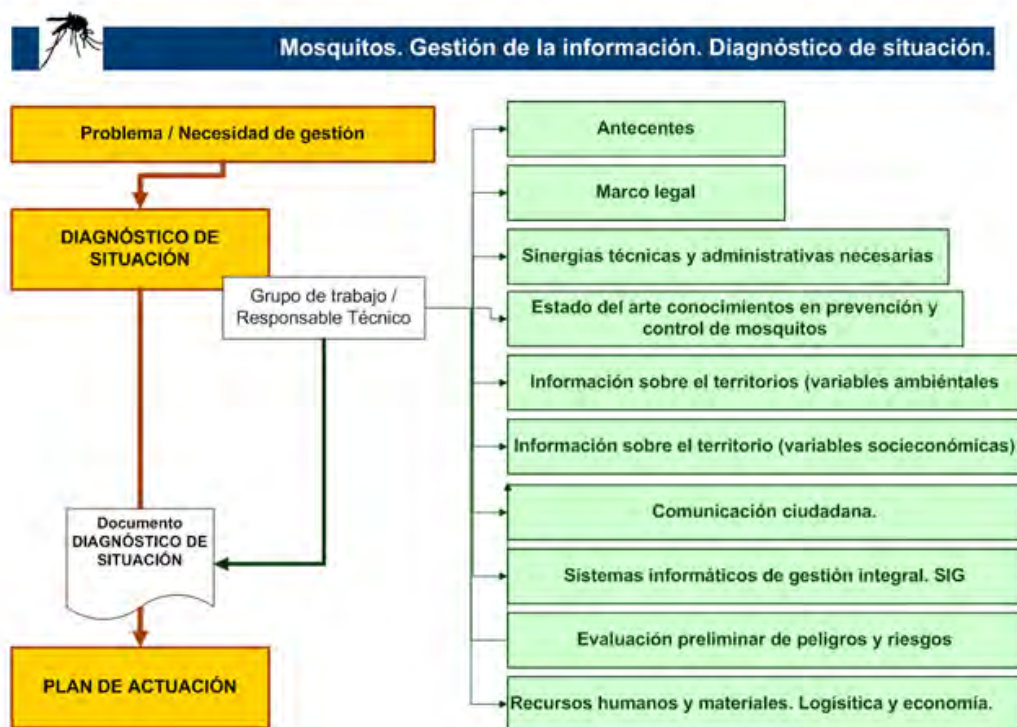 Mosquitos. Gestión de la información. Diagnóstico de situación.
Problema / Necesidad de gestión
DIAGNÓSTICO DE
SITUACIÓN
Grupo de trabajo /
Responsable Técnico
Documento
DIAGNÓSTICO DE
SITUACIÓN
PLAN DE ACTUACIÓN
Antecentes
Marco legal
Sinergias técnicas y administrativas necesarias
Estado del arte conocimientos en prevención y
control de mosquitos
Información sobre el territorios (variables ambiéntales
Información sobre el territorio (variables socieconómicas)
Comunicación ciudadana.
Sistemas informáticos de gestión integral. SIG
Evaluación preliminar de peligros y riesgos
Recursos humanos y materiales. Logísitica y economía.